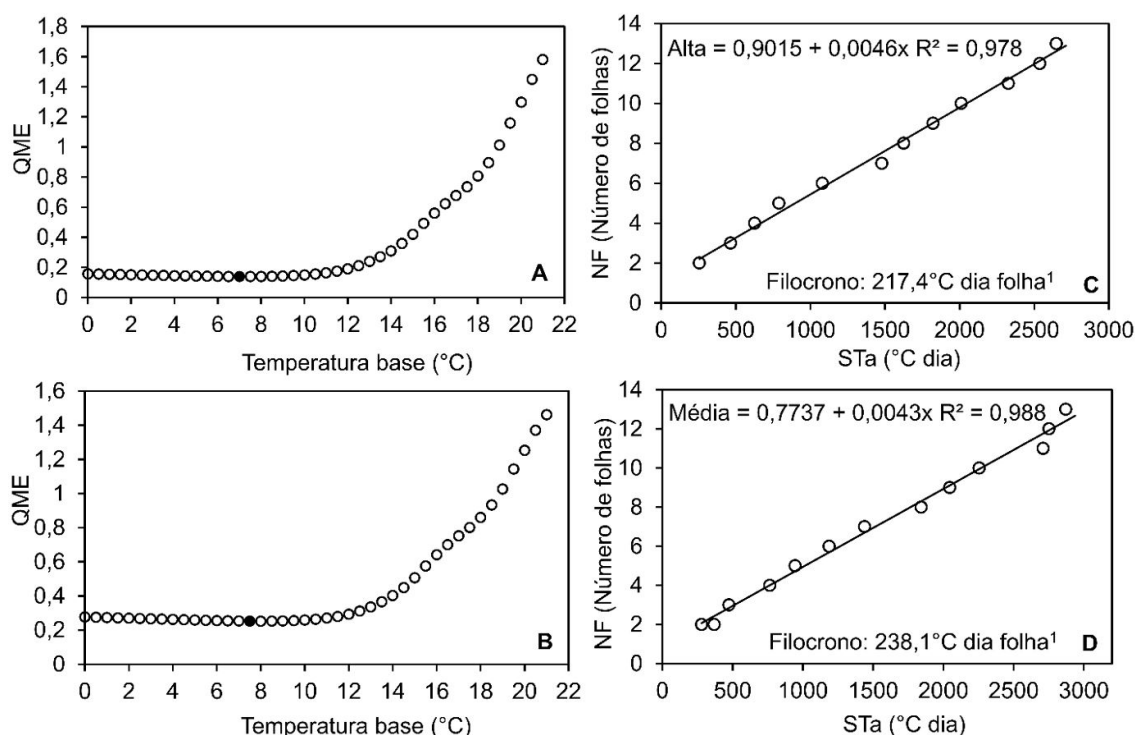 1,8
1,6
1,4
1,2
1
0,8
0,6
0,4
0,2
0
QME
0 2 4 6 8 10 12 14 16 18 20 22
Temperatura base (°C)
A
14
12
10
8
6
4
2
0
NF (Número de folhas)
Alta = 0,9015 + 0,0046x R² = 0,978
Filocrono: 217,4°C dia folha¹
C
0 500 1000 1500 2000 2500 3000
STa (°C dia)
1,6
1,4
1,2
1
0,8
0,6
0,4
0,2
0
QME
0 2 4 6 8 10 12 14 16 18 20 22
Temperatura base (°C)
B
14
12
10
8
6
4
2
0
NF (Número de folhas)
Média = 0,7737 + 0,0043x R² = 0,988
Filocrono: 238,1°C dia folha¹
D
0 500 1000 1500 2000 2500 3000
STa (°C dia)